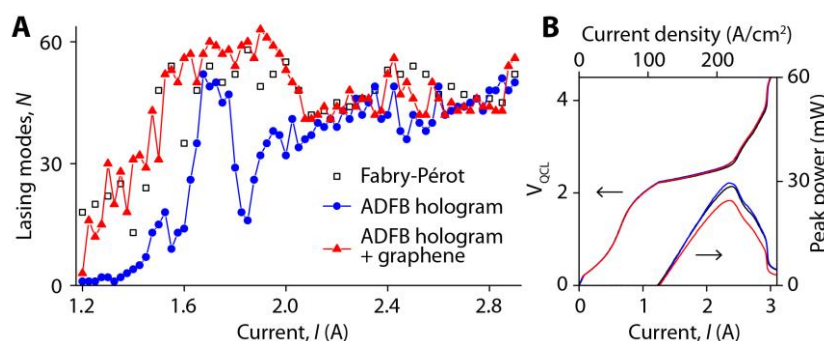 A
Lasing modes, N
60
30
0
1.2
1.6
2.0
2.4
2.8
Current, I (A)
Fabry-Pérot
ADFB hologram
ADFB hologram
+ graphene
B
Current density (A/cm²)
0
100
200
V_QCL
4
2
0
60
30
0
Peak power (mW)
0
1
2
3
Current, I (A)